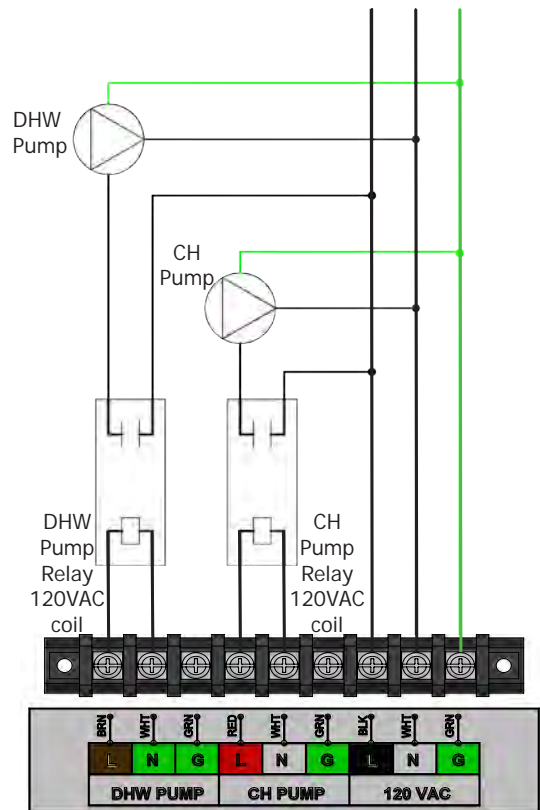 DHW
Pump
CH
Pump
DHW
Pump
Relay
120VAC
coil
CH
Pump
Relay
120VAC
coil
BRN WHT GRN RED WHT GRN BLK WHT GRN
L N G L N G L N G
DHW PUMP CH PUMP 120 VAC